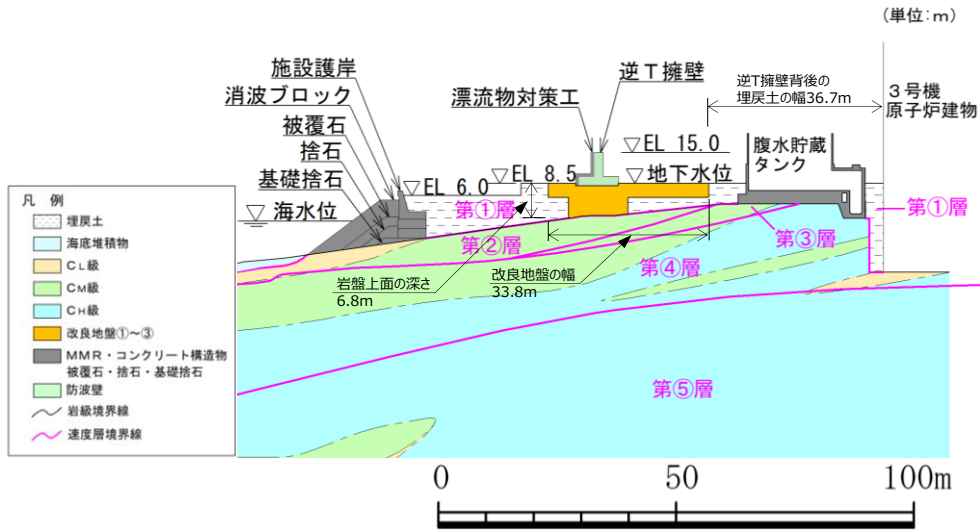 (単位:m)
施設護岸
消波ブロック
被覆石
捨石
基礎捨石
逆T擁壁
漂流物対策工
逆T擁壁背後の
埋戻土の幅36.7m
3号機
原子炉建物
▽EL 15.0
腹水貯蔵
タンク
▽EL 6.0
▽EL 8.5
▽地下水位
▽ 海水位
第①層
第①層
第②層
第③層
第④層
岩盤上面の深さ
6.8m
改良地盤の幅
33.8m
第⑤層
凡 例
埋戻土
海底堆積物
CL級
CM級
CH級
改良地盤①~③
MMR・コンクリート構造物
被覆石・捨石・基礎捨石
防波壁
岩級境界線
速度層境界線
0 50 100m